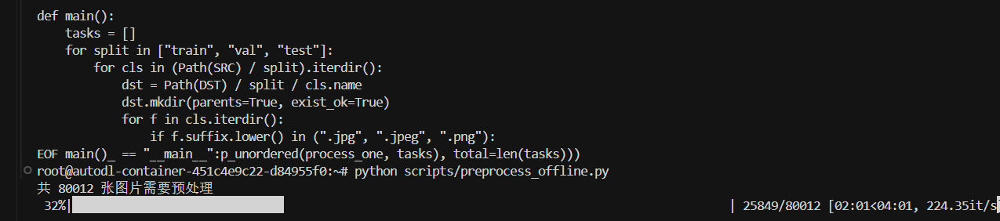 def main():
    tasks = []
    for split in ["train", "val", "test"]:
        for cls in (Path(SRC) / split).iterdir():
            dst = Path(DST) / split / cls.name
            dst.mkdir(parents=True, exist_ok=True)
            for f in cls.iterdir():
                if f.suffix.lower() in (".jpg", ".jpeg", ".png"):
EOF main()_ == "__main__":p_unordered(process_one, tasks), total=len(tasks)))
root@autodl-container-451c4e9c22-d84955f0:~# python scripts/preprocess_offline.py
共 80012 张图片需要预处理
 32%| | 25849/80012 [02:01<04:01, 224.35it/s]